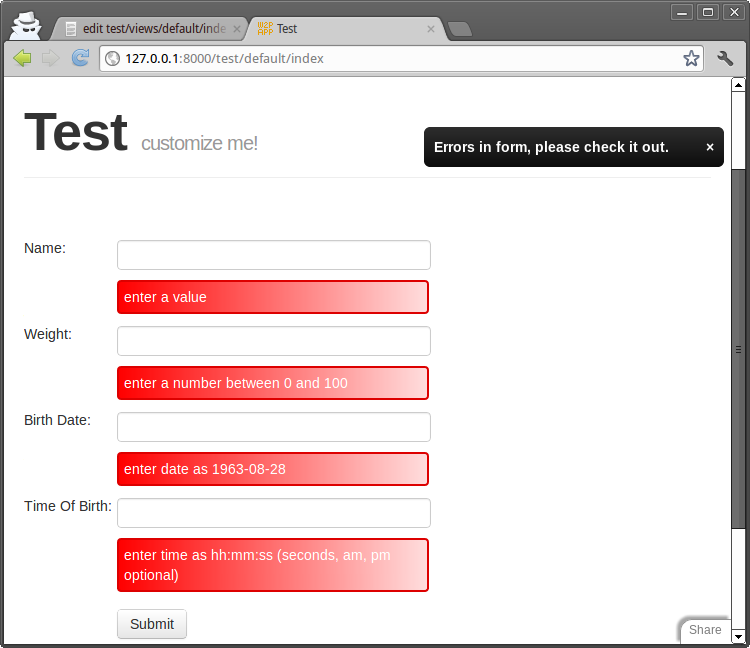 edit test/views/default/inde
W2P
APP
Test
127.0.0.1:8000/test/default/index
Test customize me!
Errors in form, please check it out. ×
Name:
enter a value
Weight:
enter a number between 0 and 100
Birth Date:
enter date as 1963-08-28
Time Of Birth:
enter time as hh:mm:ss (seconds, am, pm
optional)
Submit
Share